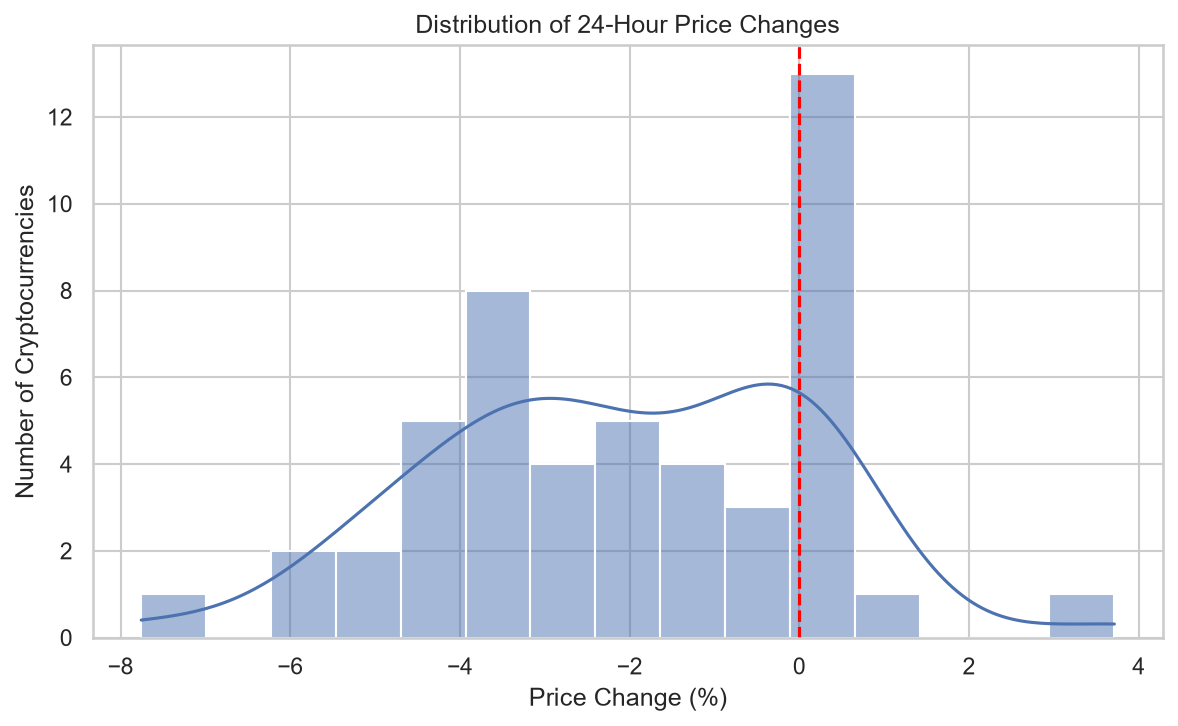 Distribution of 24-Hour Price Changes
Number of Cryptocurrencies
12
10
8
6
4
2
0
−8 −6 −4 −2 0 2 4
Price Change (%)